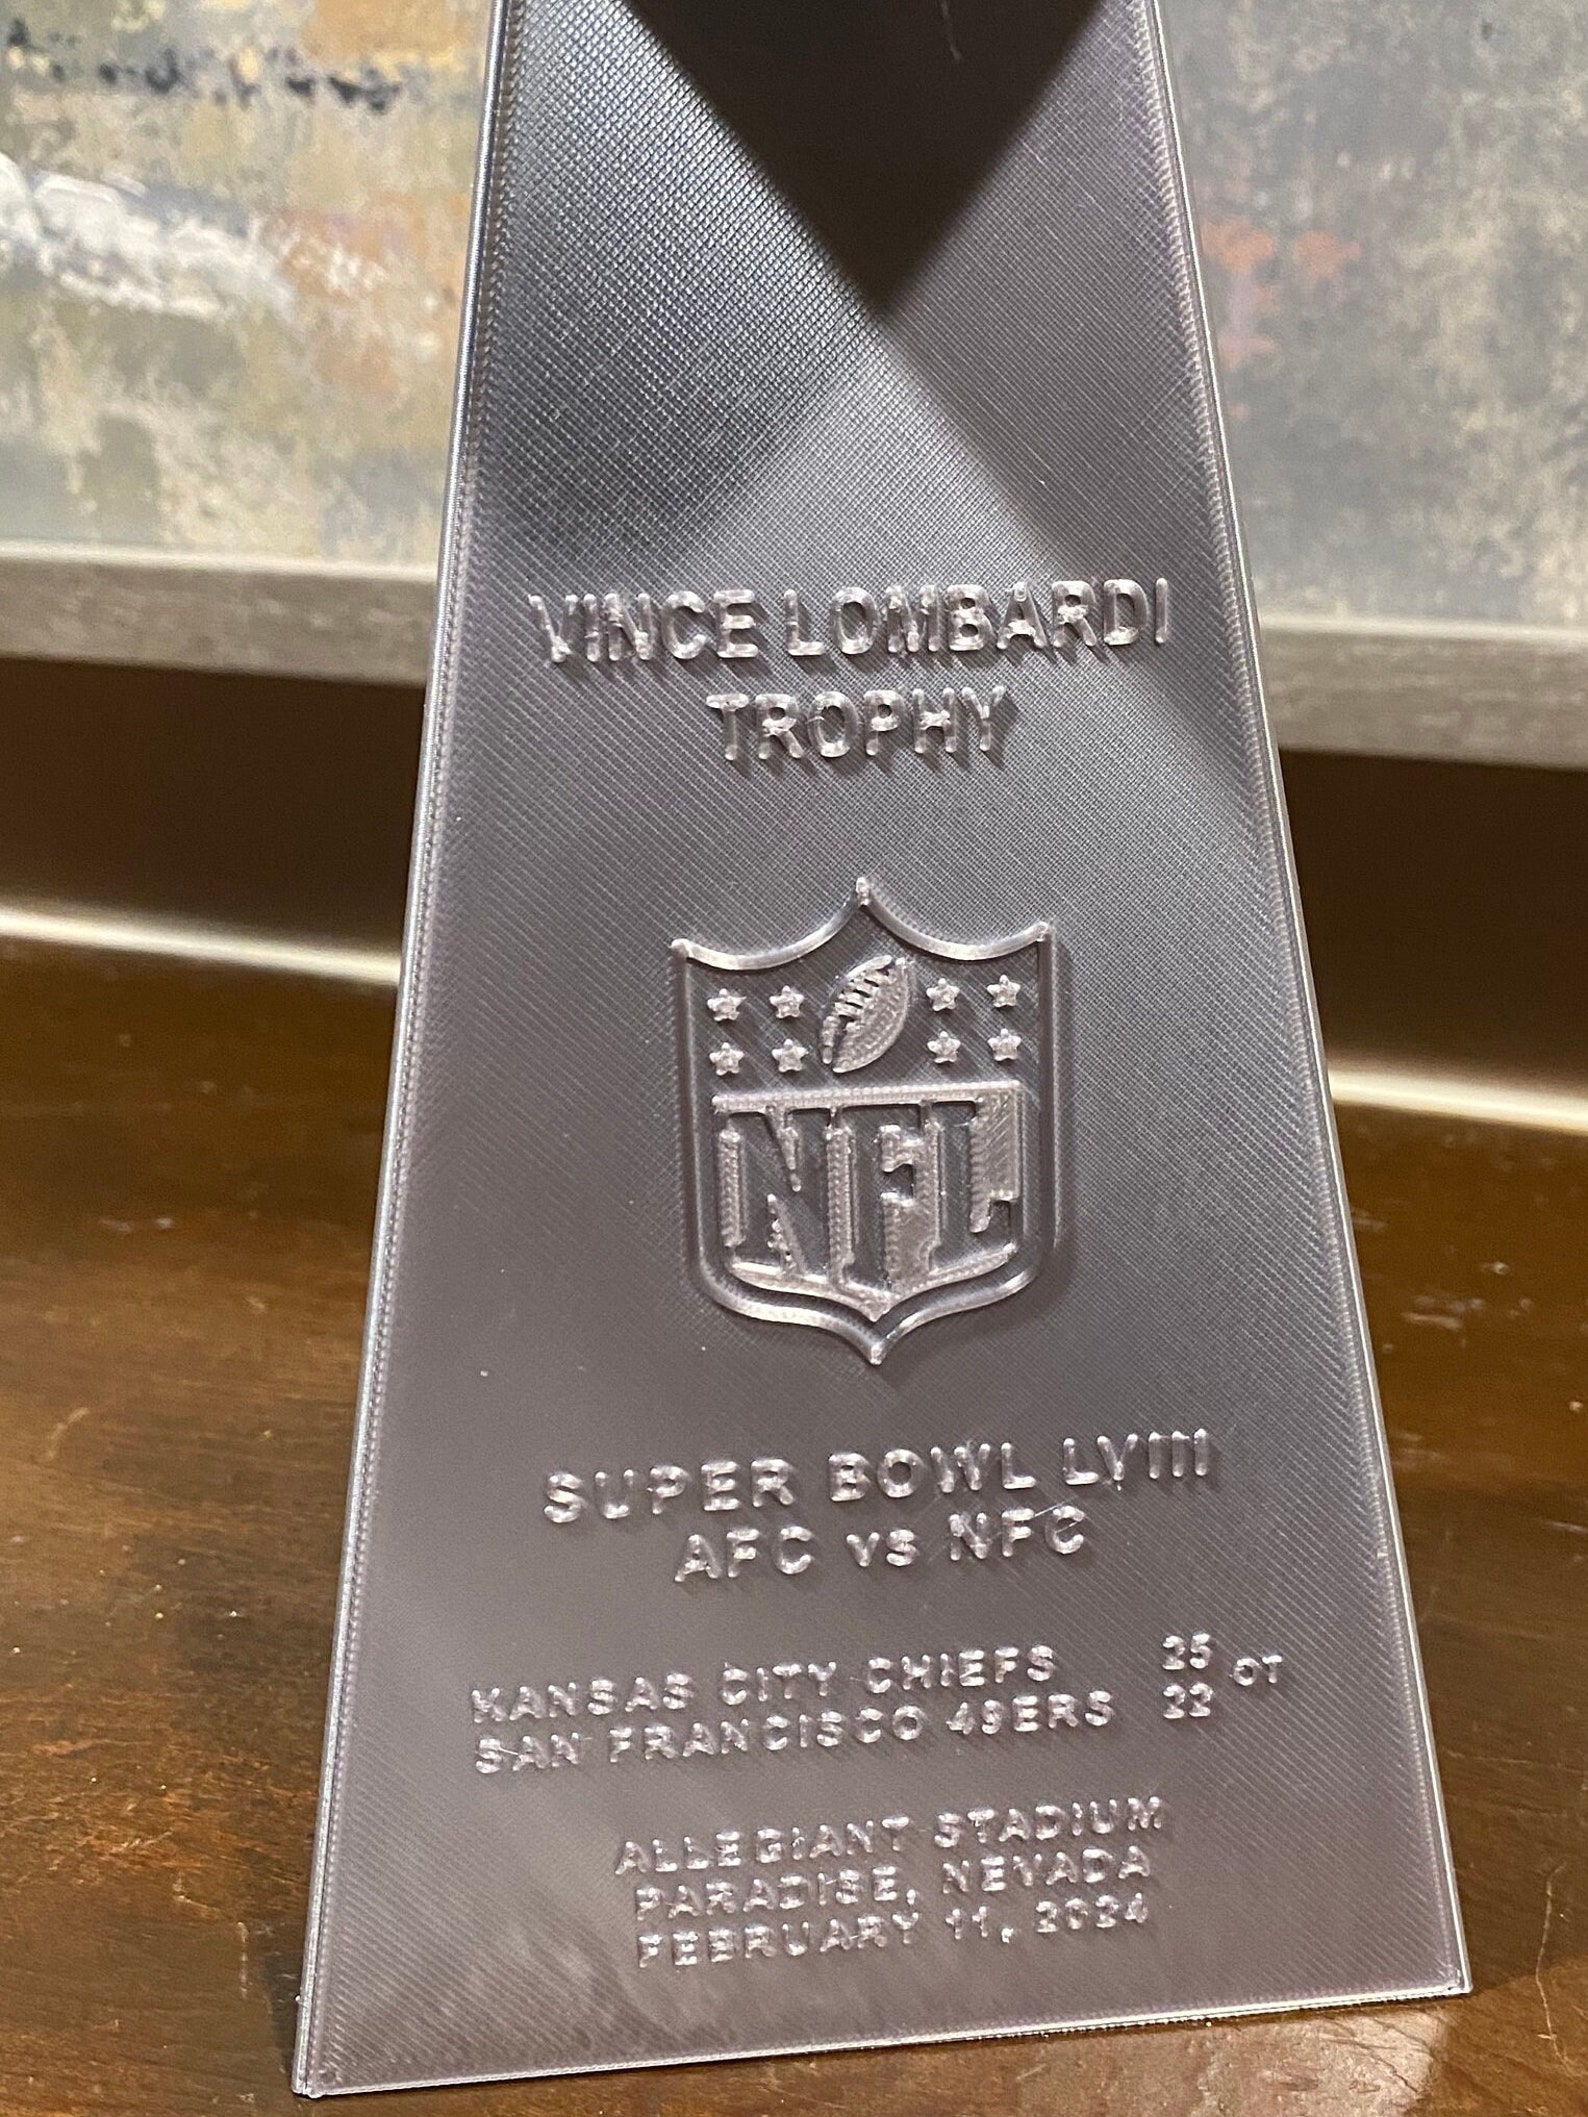 VINCE LOMBARDI
TROPHY
NFL
SUPER BOWL LVIII
AFC vs NFC
KANSAS CITY CHIEFS 25 OT
SAN FRANCISCO 49ERS 22
ALLEGIANT STADIUM
PARADISE, NEVADA
FEBRUARY 11, 2024